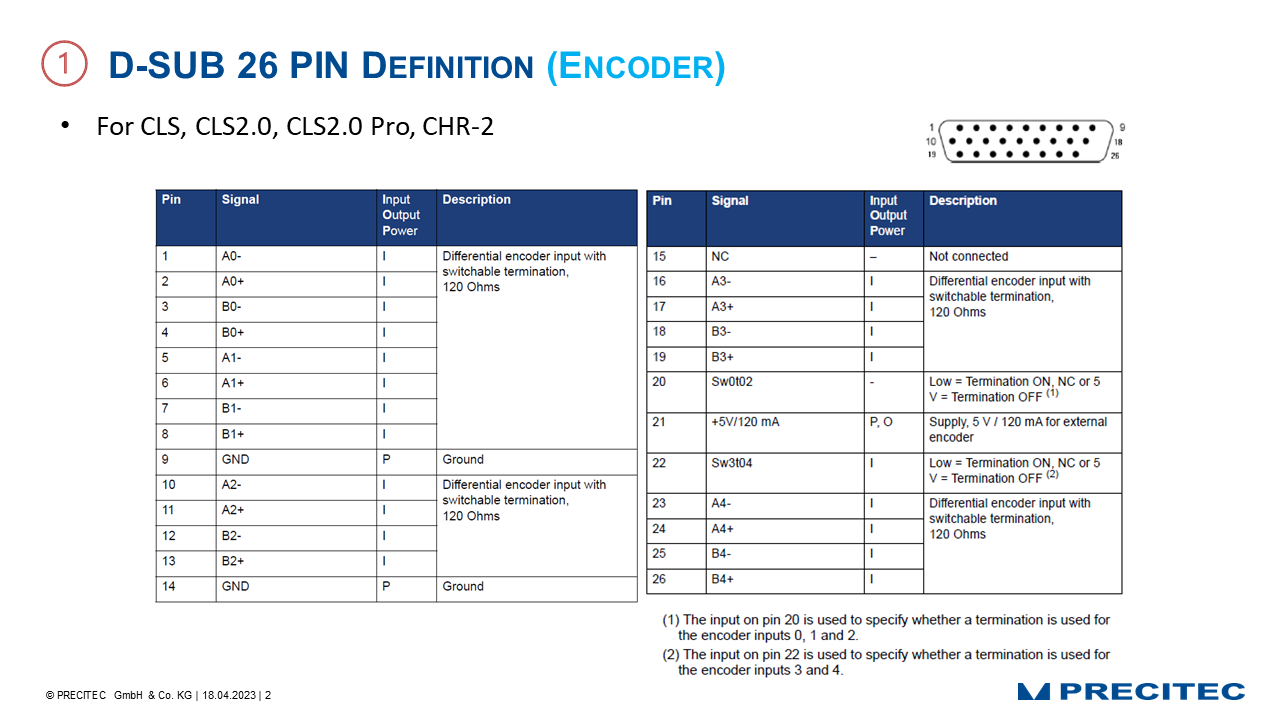 1 D-SUB 26 PIN DEFINITION (ENCODER)
• For CLS, CLS2.0, CLS2.0 Pro, CHR-2
1 9
10 18
19 26
Pin Signal Input Output Power Description
1 A0- I Differential encoder input with switchable termination, 120 Ohms
2 A0+ I
3 B0- I
4 B0+ I
5 A1- I
6 A1+ I
7 B1- I
8 B1+ I
9 GND P Ground
10 A2- I Differential encoder input with switchable termination, 120 Ohms
11 A2+ I
12 B2- I
13 B2+ I
14 GND P Ground
Pin Signal Input Output Power Description
15 NC – Not connected
16 A3- I Differential encoder input with switchable termination, 120 Ohms
17 A3+ I
18 B3- I
19 B3+ I
20 Sw0t02 - Low = Termination ON, NC or 5 V = Termination OFF (1)
21 +5V/120 mA P, O Supply, 5 V / 120 mA for external encoder
22 Sw3t04 I Low = Termination ON, NC or 5 V = Termination OFF (2)
23 A4- I Differential encoder input with switchable termination, 120 Ohms
24 A4+ I
25 B4- I
26 B4+ I
(1) The input on pin 20 is used to specify whether a termination is used for
the encoder inputs 0, 1 and 2.
(2) The input on pin 22 is used to specify whether a termination is used for
the encoder inputs 3 and 4.
© PRECITEC GmbH & Co. KG | 18.04.2023 | 2
PRECITEC